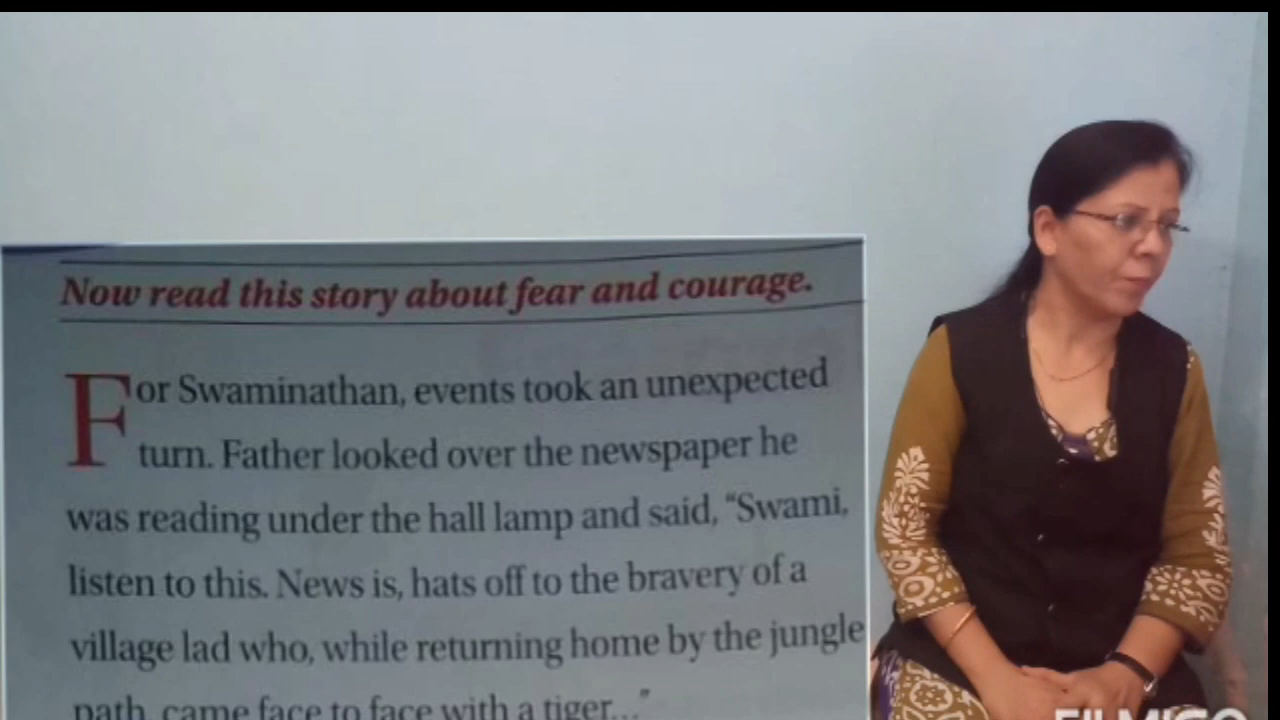 Now read this story about fear and courage.
For Swaminathan, events took an unexpected
turn. Father looked over the newspaper he
was reading under the hall lamp and said, “Swami,
listen to this. News is, hats off to the bravery of a
village lad who, while returning home by the jungle
path, came face to face with a tiger...”